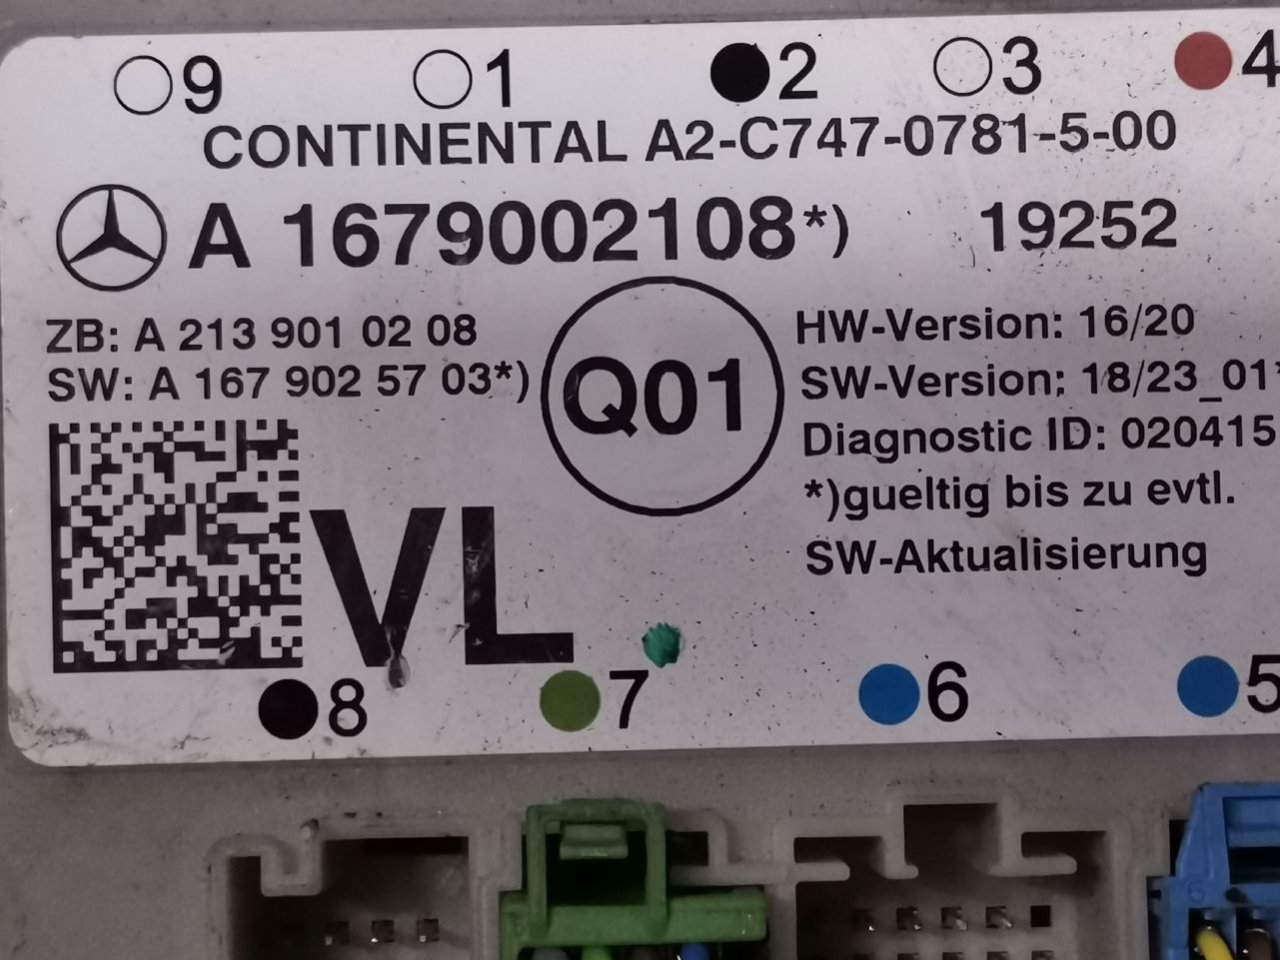 9 1 2 3 4
CONTINENTAL A2-C747-0781-5-00
A 1679002108*) 19252
ZB: A 213 901 02 08
SW: A 167 902 57 03*)
Q01
HW-Version: 16/20
SW-Version: 18/23_01*
Diagnostic ID: 020415
*)gueltig bis zu evtl.
SW-Aktualisierung
VL
8 7 6 5